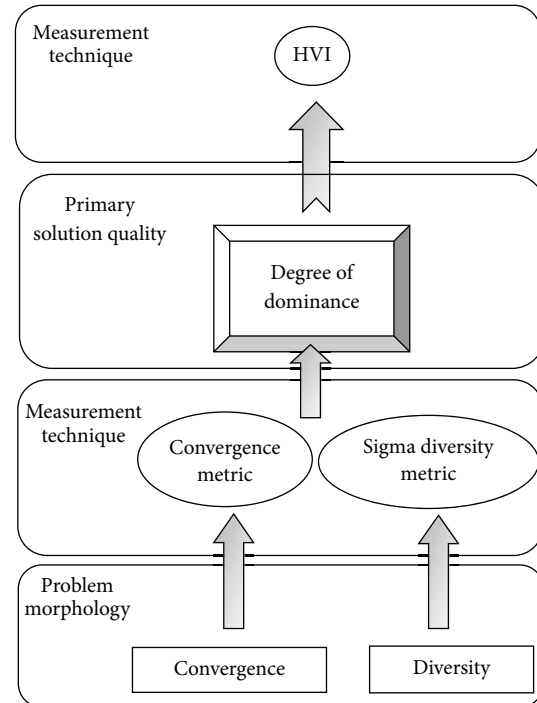 Measurement
technique
HVI
Primary
solution quality
Degree of
dominance
Measurement
technique
Convergence
metric
Sigma diversity
metric
Problem
morphology
Convergence
Diversity